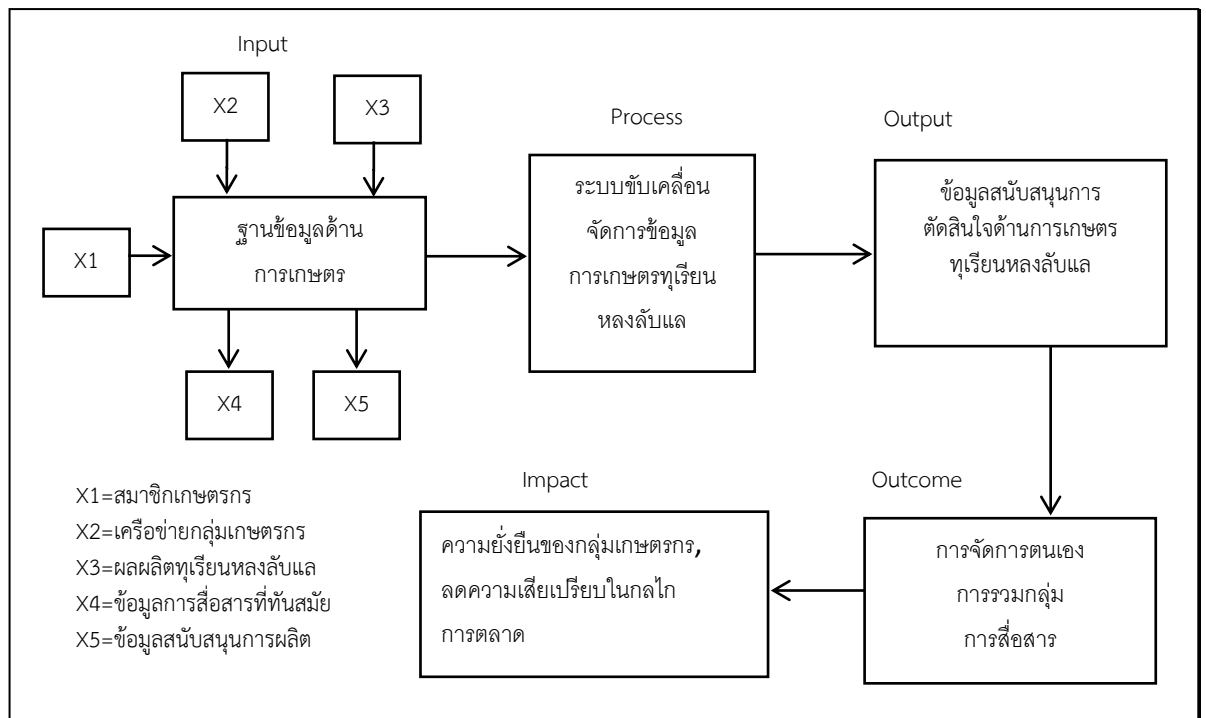 Input
X2
X3
Process
Output
X1
ฐานข้อมูลด้าน
การเกษตร
ระบบขับเคลื่อน
จัดการข้อมูล
การเกษตรทุเรียน
หลงลับแล
ข้อมูลสนับสนุนการ
ตัดสินใจด้านการเกษตร
ทุเรียนหลงลับแล
X4
X5
X1=สมาชิกเกษตรกร
X2=เครือข่ายกลุ่มเกษตรกร
X3=ผลผลิตทุเรียนหลงลับแล
X4=ข้อมูลการสื่อสารที่ทันสมัย
X5=ข้อมูลสนับสนุนการผลิต
Impact
Outcome
ความยั่งยืนของกลุ่มเกษตรกร,
ลดความเสียเปรียบในกลไก
การตลาด
การจัดการตนเอง
การรวมกลุ่ม
การสื่อสาร